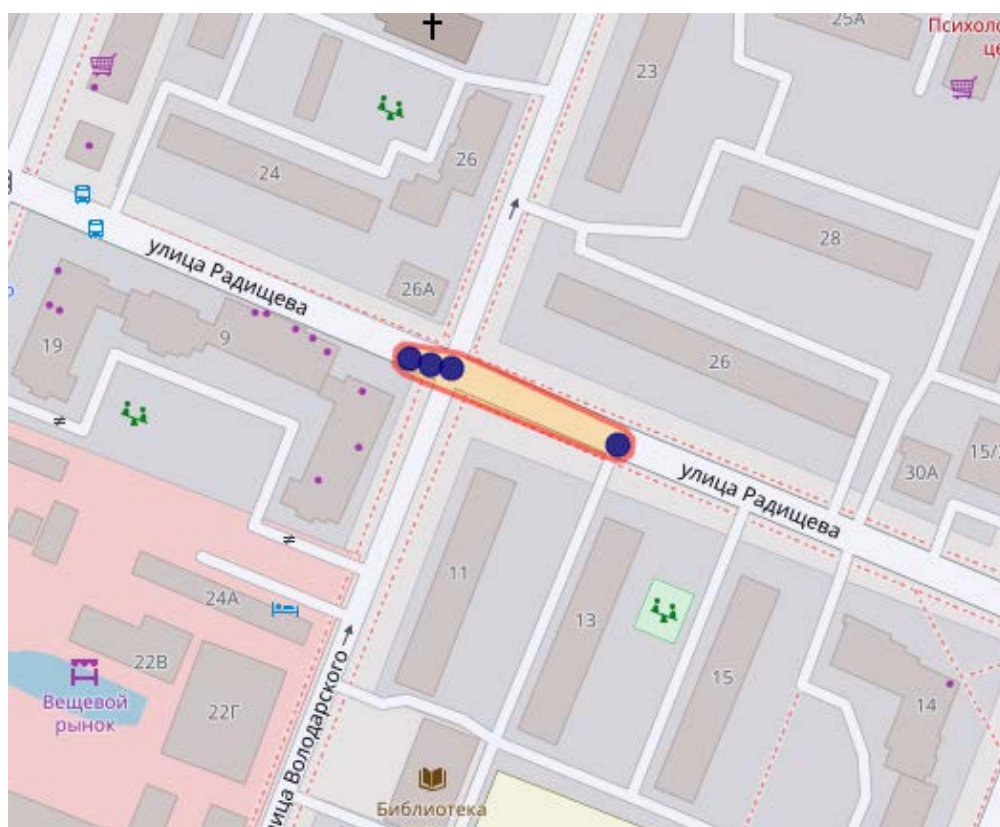 25А
Психоло
це
23
24
26
28
улица Радищева
26А
19
9
26
30А
15/
улица Радищева
11
24А
13
22В
15
14
Вещевой
рынок
22Г
ица Володарского
Библиотека